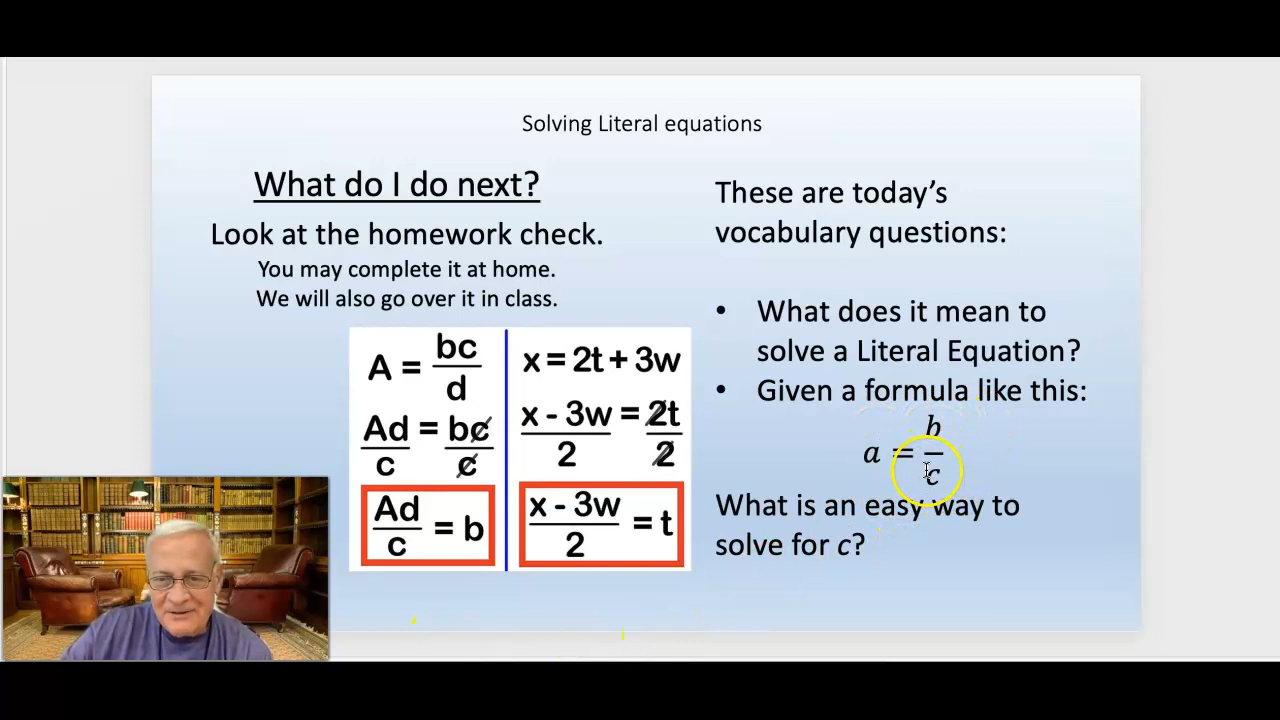 Solving Literal equations
What do I do next?
Look at the homework check.
You may complete it at home.
We will also go over it in class.
A = bc/d
Ad/c = bc/c
Ad/c = b
x = 2t + 3w
x - 3w/2 = 2t/2
x - 3w/2 = t
These are today’s
vocabulary questions:
• What does it mean to
solve a Literal Equation?
• Given a formula like this:
a = b/c
What is an easy way to
solve for c?